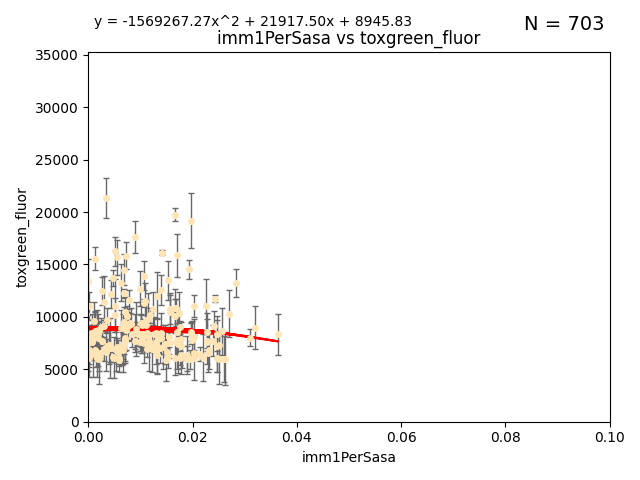 y = -1569267.27x^2 + 21917.50x + 8945.83
N = 703
imm1PerSasa vs toxgreen_fluor
35000
30000
25000
20000
15000
10000
5000
0
toxgreen_fluor
0.00 0.02 0.04 0.06 0.08 0.10
imm1PerSasa